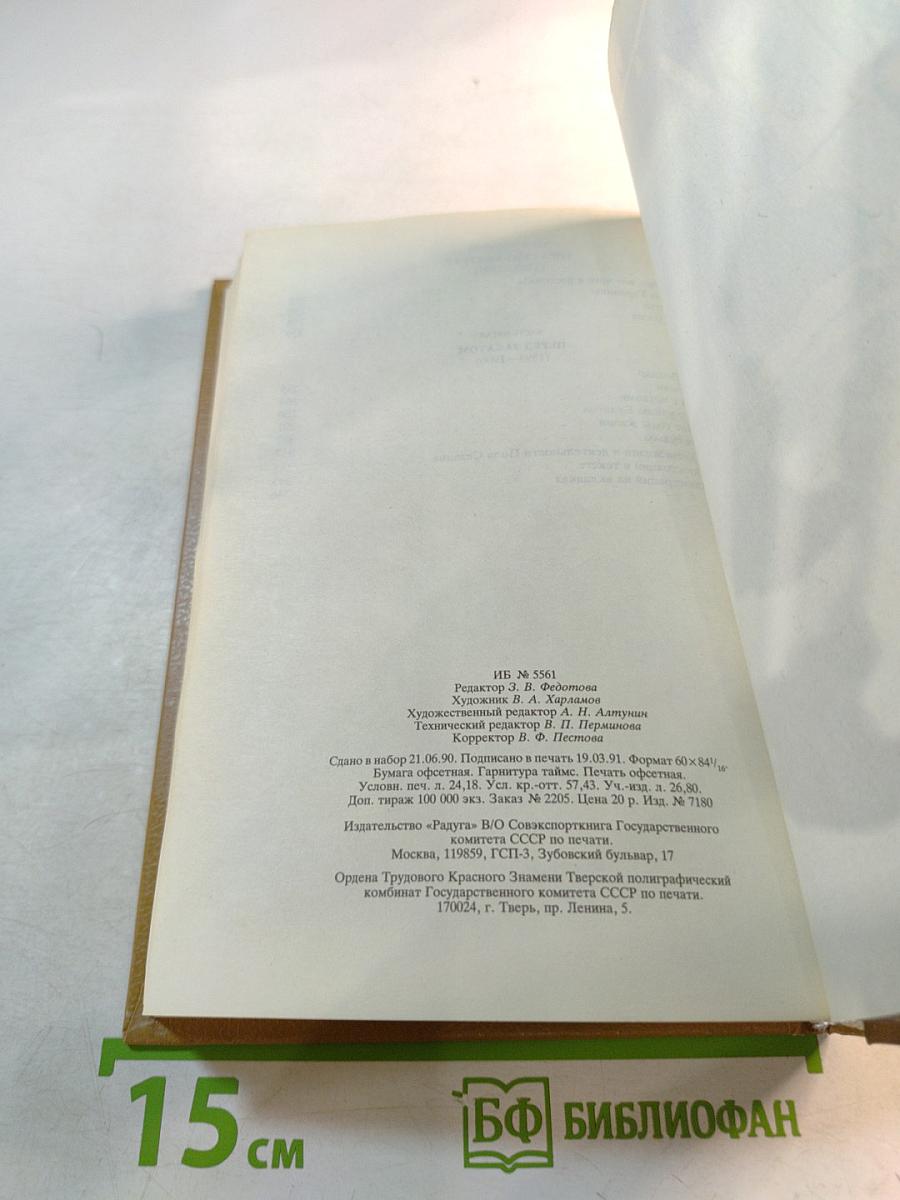 ИБ № 5561
Редактор З. В. Федотова
Художник В. А. Харламов
Художественный редактор А. Н. Алтунин
Технический редактор В. П. Перминова
Корректор В. Ф. Пестова
Сдано в набор 21.06.90. Подписано в печать 19.03.91. Формат 60×84¹/₁₆.
Бумага офсетная. Гарнитура таймс. Печать офсетная.
Условн. печ. л. 24,18. Усл. кр.-отт. 57,43. Уч.-изд. л. 26,80.
Доп. тираж 100 000 экз. Заказ № 2205. Цена 20 р. Изд. № 7180
Издательство «Радуга» В/О Совэкспорткнига Государственного
комитета СССР по печати.
Москва, 119859, ГСП-3, Зубовский бульвар, 17
Ордена Трудового Красного Знамени Тверской полиграфический
комбинат Государственного комитета СССР по печати.
170024, г. Тверь, пр. Ленина, 5.
15 см
БФ БИБЛИОФАН